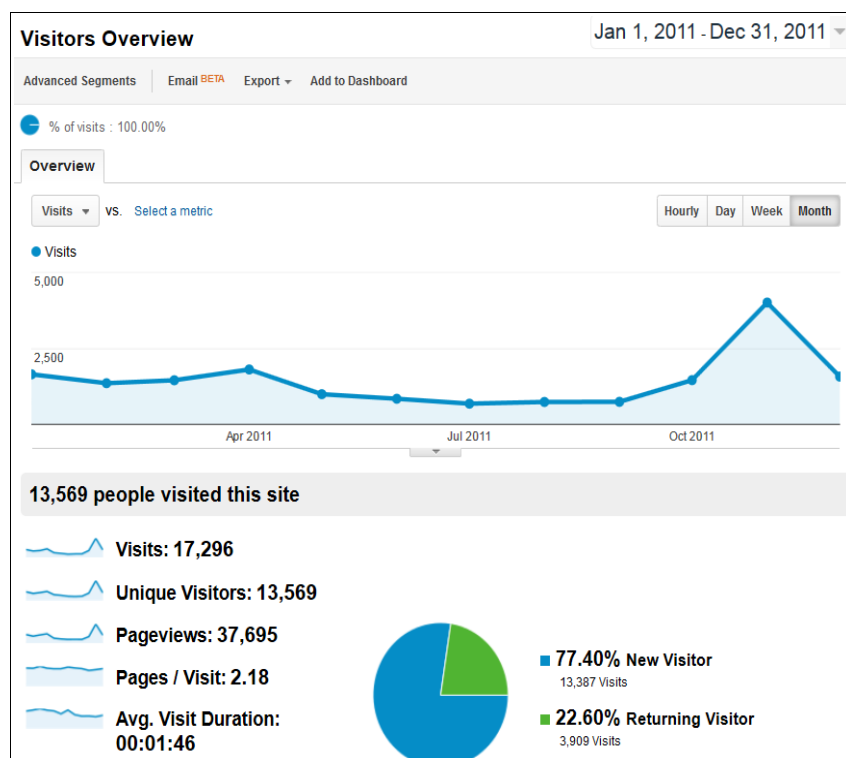 Visitors Overview
Jan 1, 2011 - Dec 31, 2011
Advanced Segments Email BETA Export Add to Dashboard
% of visits : 100.00%
Overview
Visits vs. Select a metric
Hourly Day Week Month
Visits
5,000
2,500
Apr 2011 Jul 2011 Oct 2011
13,569 people visited this site
Visits: 17,296
Unique Visitors: 13,569
Pageviews: 37,695
Pages / Visit: 2.18
Avg. Visit Duration:
00:01:46
77.40% New Visitor
13,387 Visits
22.60% Returning Visitor
3,909 Visits